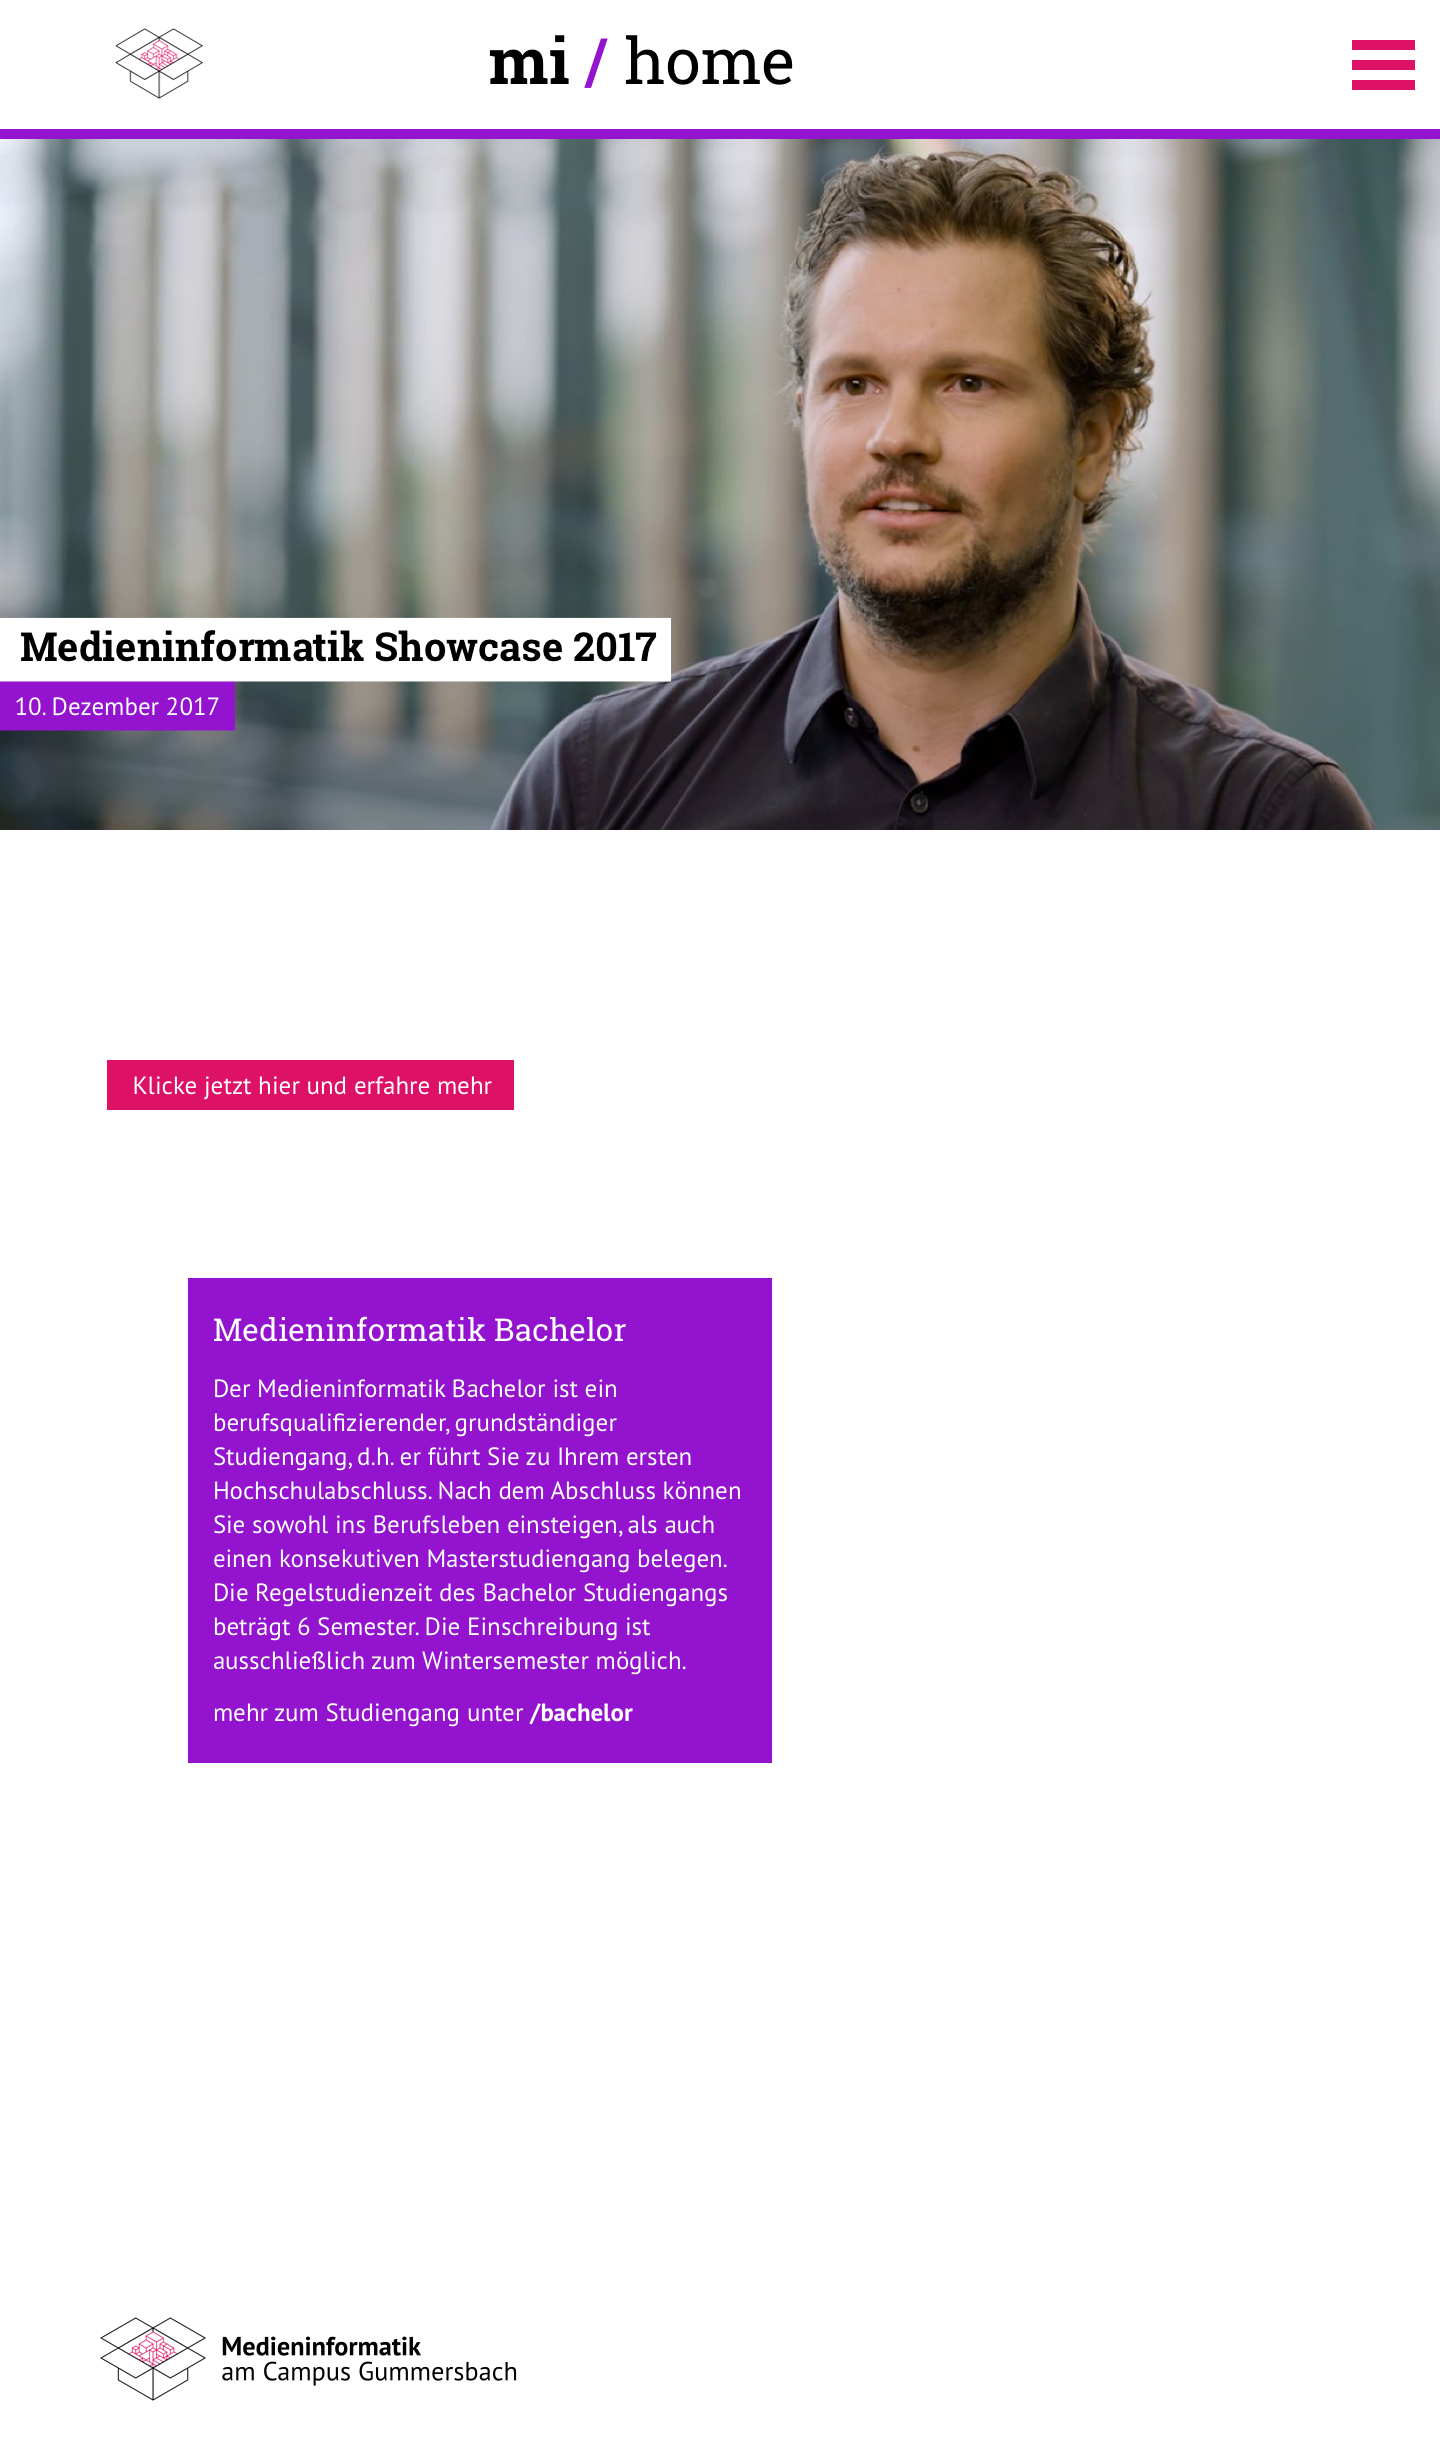 mi / home
Medieninformatik Showcase 2017
10. Dezember 2017
Klicke jetzt hier und erfahre mehr
Medieninformatik Bachelor
Der Medieninformatik Bachelor ist ein
berufsqualifizierender, grundständiger
Studiengang, d.h. er führt Sie zu Ihrem ersten
Hochschulabschluss. Nach dem Abschluss können
Sie sowohl ins Berufsleben einsteigen, als auch
einen konsekutiven Masterstudiengang belegen.
Die Regelstudienzeit des Bachelor Studiengangs
beträgt 6 Semester. Die Einschreibung ist
ausschließlich zum Wintersemester möglich.
mehr zum Studiengang unter /bachelor
Medieninformatik
am Campus Gummersbach